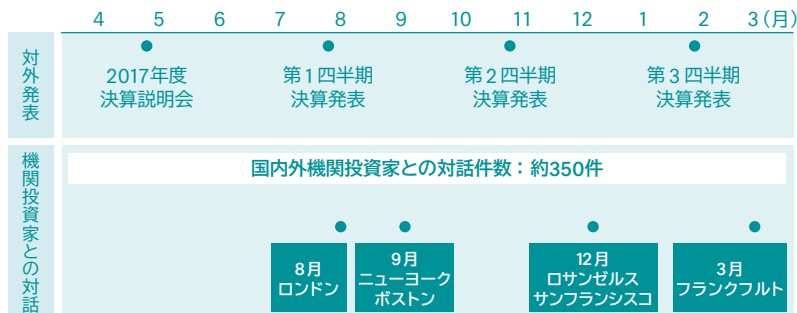 4 5 6 7 8 9 10 11 12 1 2 3（月）
対外発表
2017年度
決算説明会
第1四半期
決算発表
第2四半期
決算発表
第3四半期
決算発表
機関投資家との対話
国内外機関投資家との対話件数：約350件
8月
ロンドン
9月
ニューヨーク
ボストン
12月
ロサンゼルス
サンフランシスコ
3月
フランクフルト